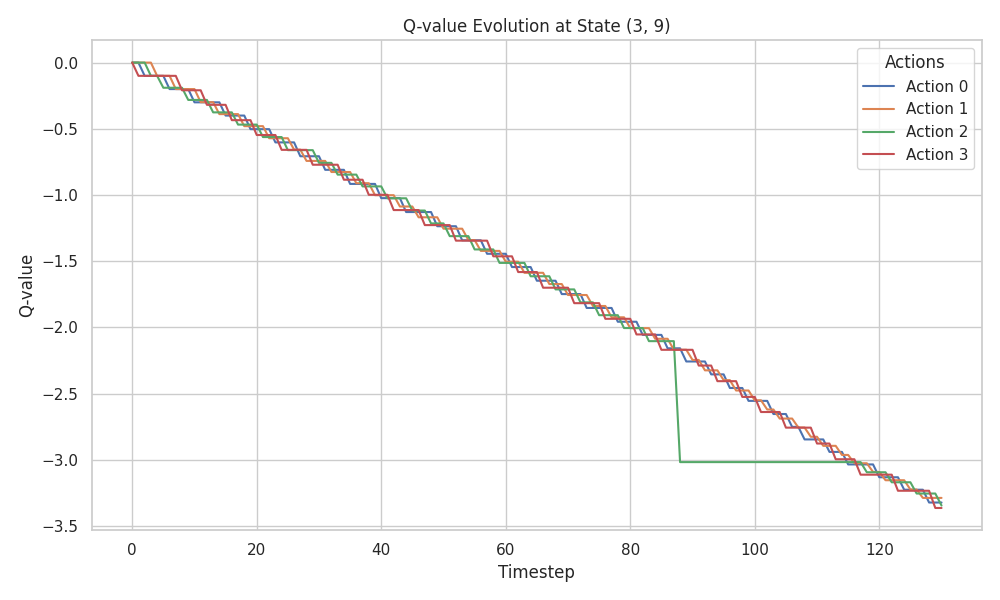 Q-value Evolution at State (3, 9)
Actions
Action 0
Action 1
Action 2
Action 3
Q-value
0.0
−0.5
−1.0
−1.5
−2.0
−2.5
−3.0
−3.5
0 20 40 60 80 100 120
Timestep